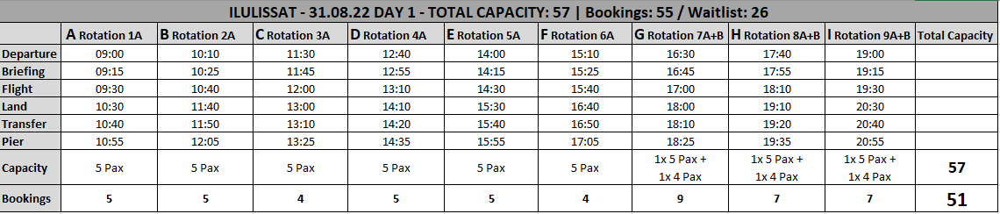 ILULISSAT - 31.08.22 DAY 1 - TOTAL CAPACITY: 57 | Bookings: 55 / Waitlist: 26
A Rotation 1A B Rotation 2A C Rotation 3A D Rotation 4A E Rotation 5A F Rotation 6A G Rotation 7A+B H Rotation 8A+B I Rotation 9A+B Total Capacity
Departure 09:00 10:10 11:30 12:40 14:00 15:10 16:30 17:40 19:00
Briefing 09:15 10:25 11:45 12:55 14:15 15:25 16:45 17:55 19:15
Flight 09:30 10:40 12:00 13:10 14:30 15:40 17:00 18:10 19:30
Land 10:30 11:40 13:00 14:10 15:30 16:40 18:00 19:10 20:30
Transfer 10:40 11:50 13:10 14:20 15:40 16:50 18:10 19:20 20:40
Pier 10:55 12:05 13:25 14:35 15:55 17:05 18:25 19:35 20:55
Capacity 5 Pax 5 Pax 5 Pax 5 Pax 5 Pax 5 Pax 1x 5 Pax + 1x 5 Pax + 1x 5 Pax + 57
1x 4 Pax 1x 4 Pax 1x 4 Pax
Bookings 5 5 4 5 5 4 9 7 7 51